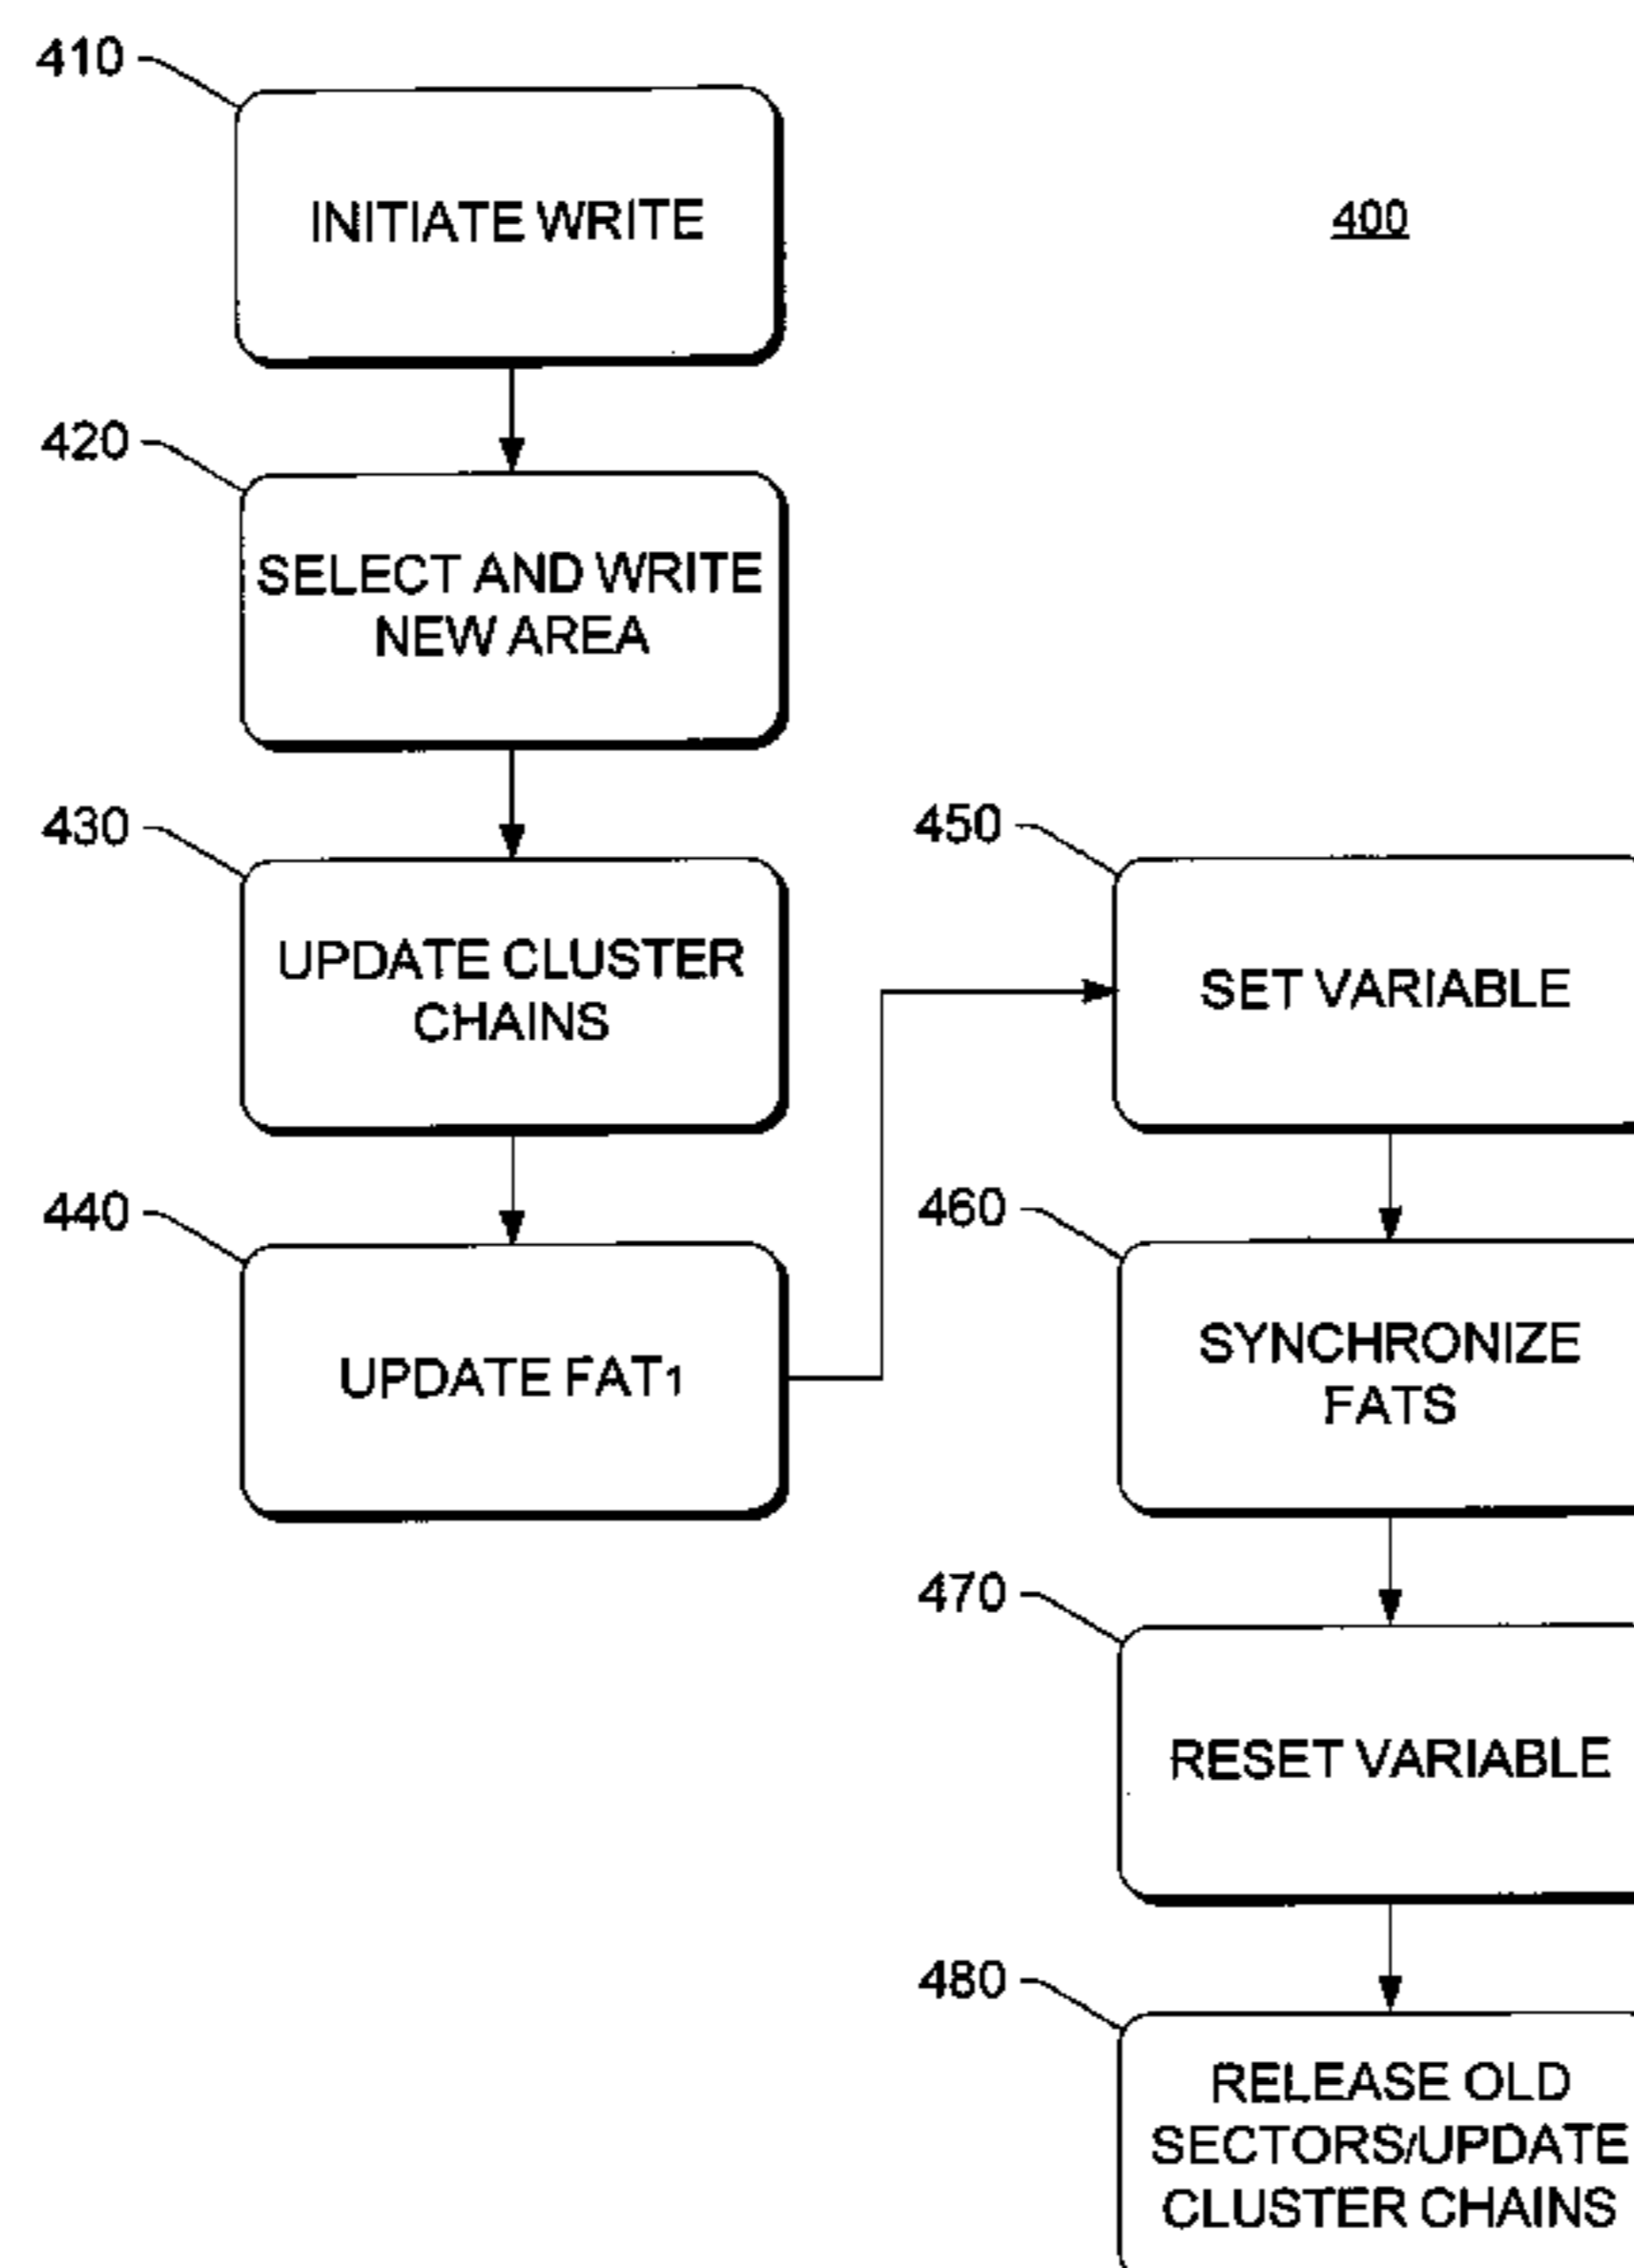 410
INITIATE WRITE
400
420
SELECT AND WRITE
NEW AREA
430
UPDATE CLUSTER
CHAINS
440
UPDATE FAT1
450
SET VARIABLE
460
SYNCHRONIZE
FATS
470
RESET VARIABLE
480
RELEASE OLD
SECTORS/UPDATE
CLUSTER CHAINS